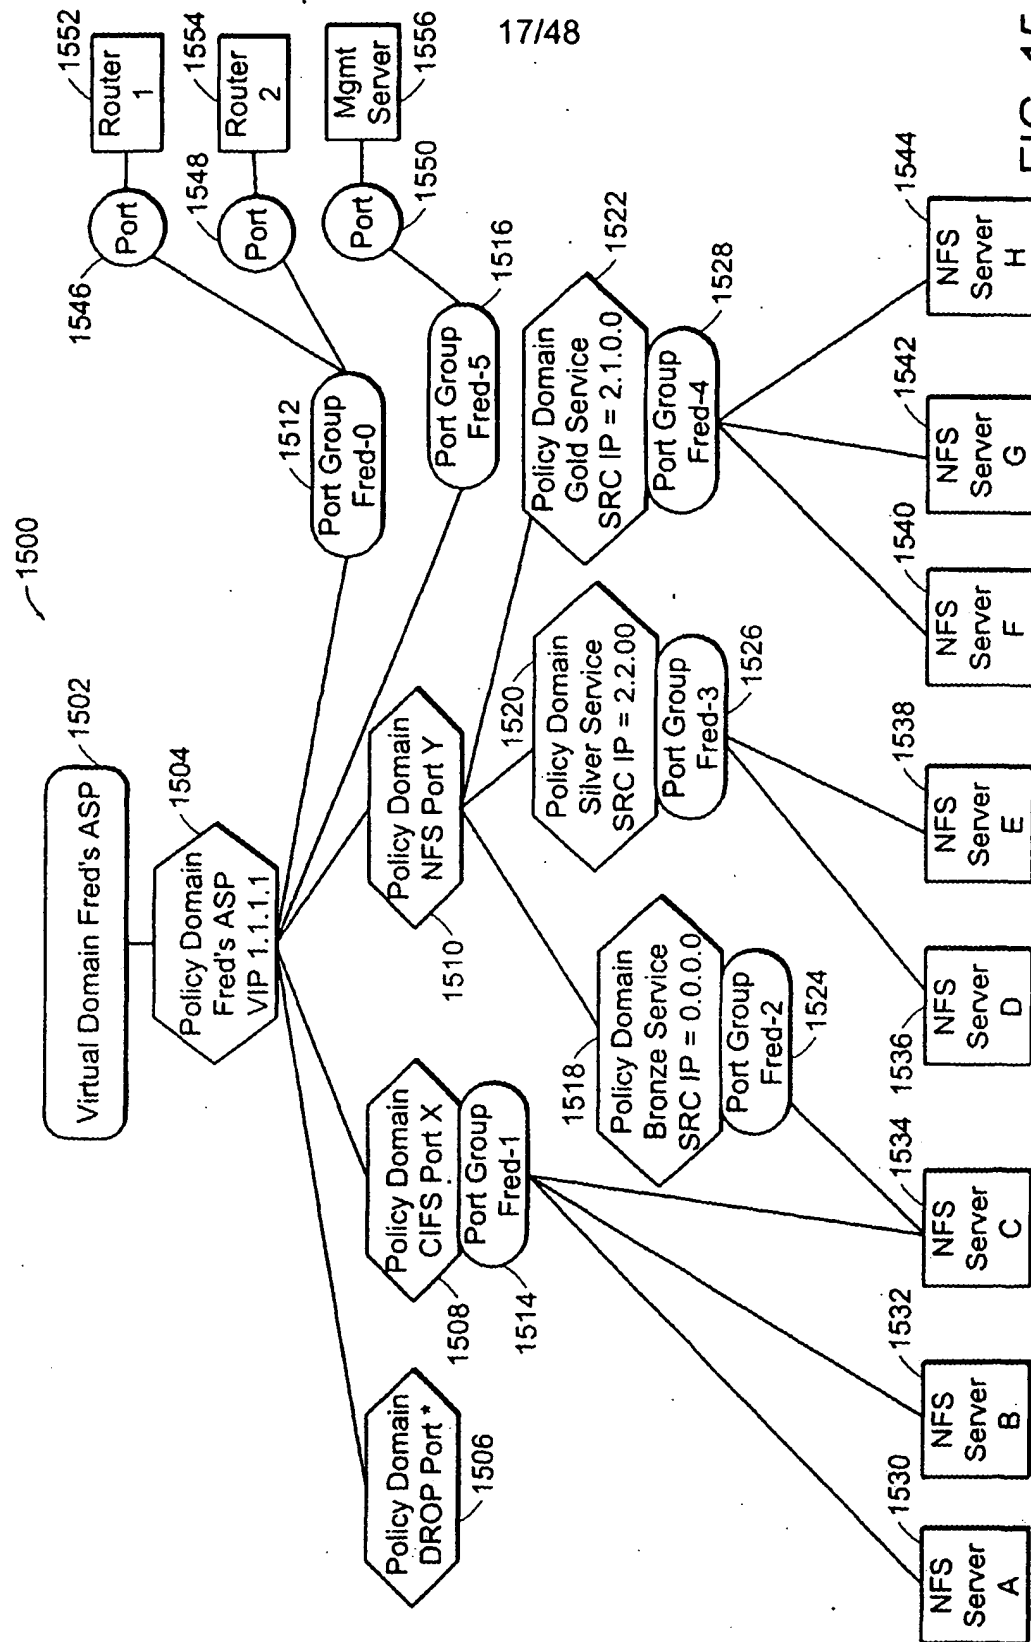 17/48
1500
Virtual Domain Fred's ASP
1502
Policy Domain
Fred's ASP
VIP 1.1.1.1
1504
Policy Domain
DROP Port *
1506
Policy Domain
CIFS Port X
1508
Port Group
Fred-1
1514
Policy Domain
NFS Port Y
1510
Port Group
Fred-0
1512
Port Group
Fred-5
1516
Port
1546
Router
1
1552
Port
1548
Router
2
1554
Port
1550
Mgmt
Server
1556
Policy Domain
Bronze Service
SRC IP = 0.0.0.0
1518
Port Group
Fred-2
1524
Policy Domain
Silver Service
SRC IP = 2.2.00
1520
Port Group
Fred-3
1526
Policy Domain
Gold Service
SRC IP = 2.1.0.0
1522
Port Group
Fred-4
1528
NFS
Server
A
1530
NFS
Server
B
1532
NFS
Server
C
1534
NFS
Server
D
1536
NFS
Server
E
1538
NFS
Server
F
1540
NFS
Server
G
1542
NFS
Server
H
1544
FIG. 15